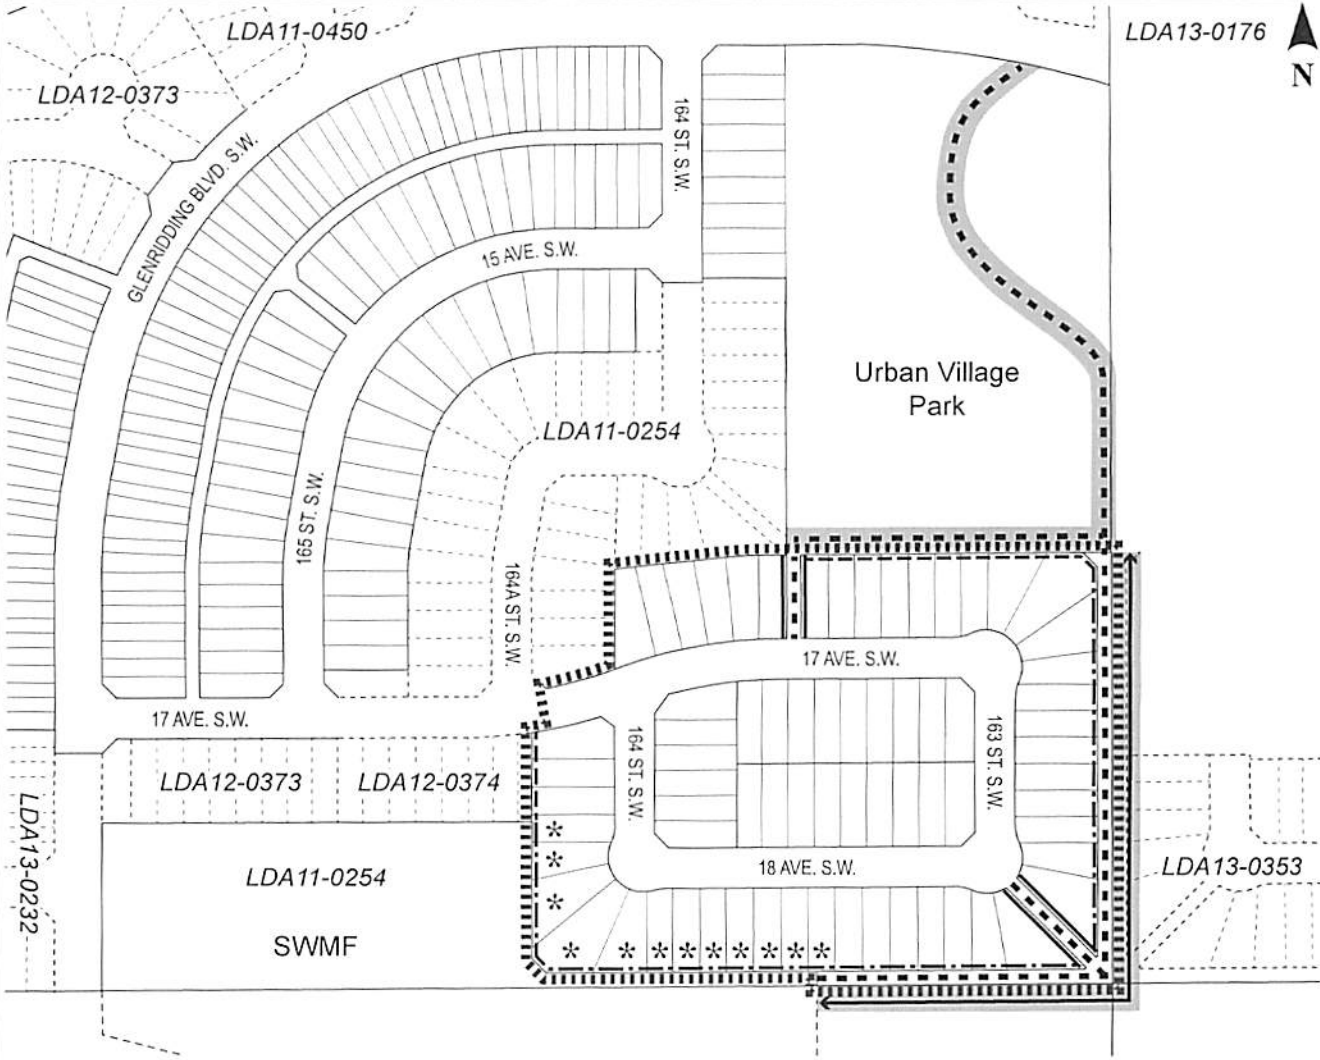 LDA11-0450
LDA13-0176
N
LDA12-0373
GLENRIDDING BLVD. S.W.
164 ST. S.W.
15 AVE. S.W.
Urban Village
Park
LDA11-0254
165 ST. S.W.
164A ST. S.W.
17 AVE. S.W.
17 AVE. S.W.
164 ST. S.W.
163 ST. S.W.
LDA12-0373
LDA12-0374
LDA13-0232
LDA11-0254
18 AVE. S.W.
LDA13-0353
SWMF